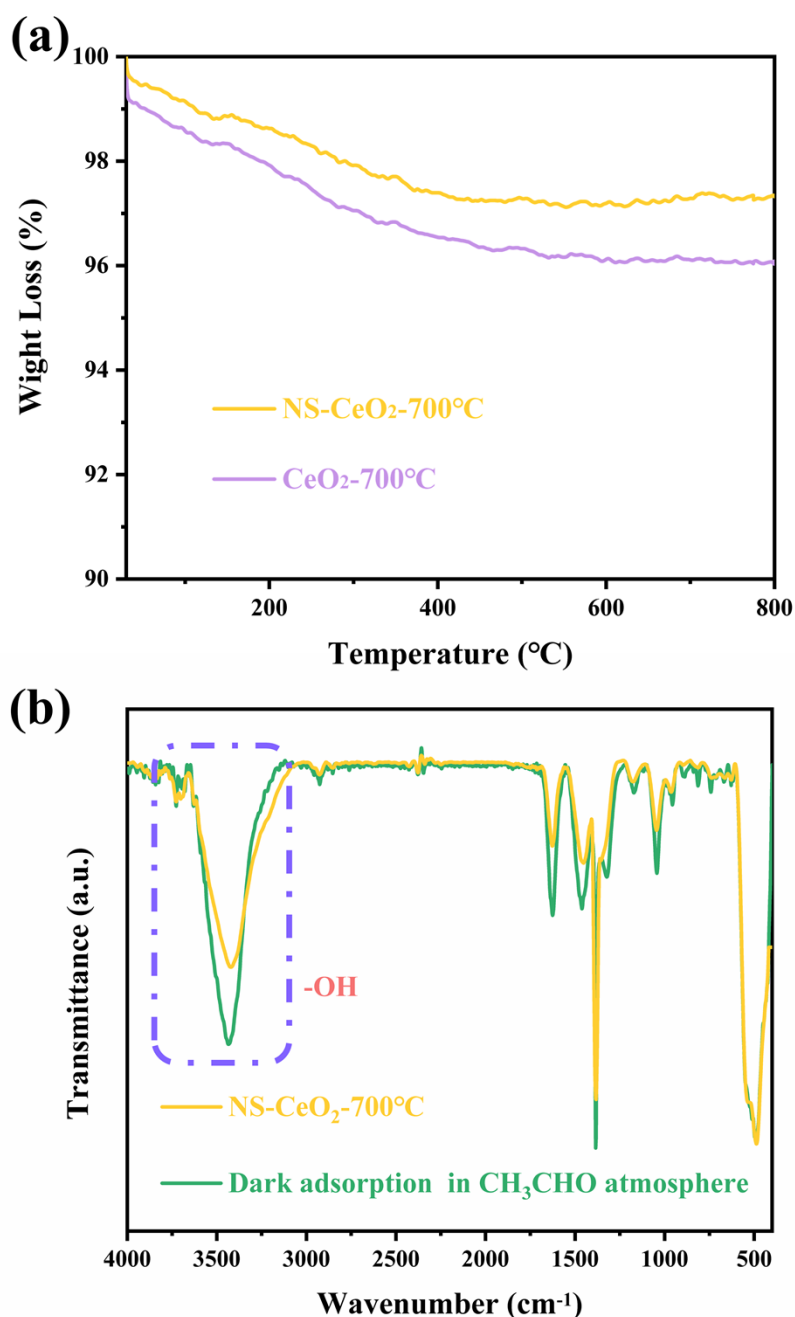 (a)
100
98
96
94
92
90
Wight Loss (%)
NS-CeO₂-700℃
CeO₂-700℃
200
400
600
800
Temperature (℃)
(b)
Transmittance (a.u.)
-OH
NS-CeO₂-700℃
Dark adsorption in CH₃CHO atmosphere
4000
3500
3000
2500
2000
1500
1000
500
Wavenumber (cm⁻¹)